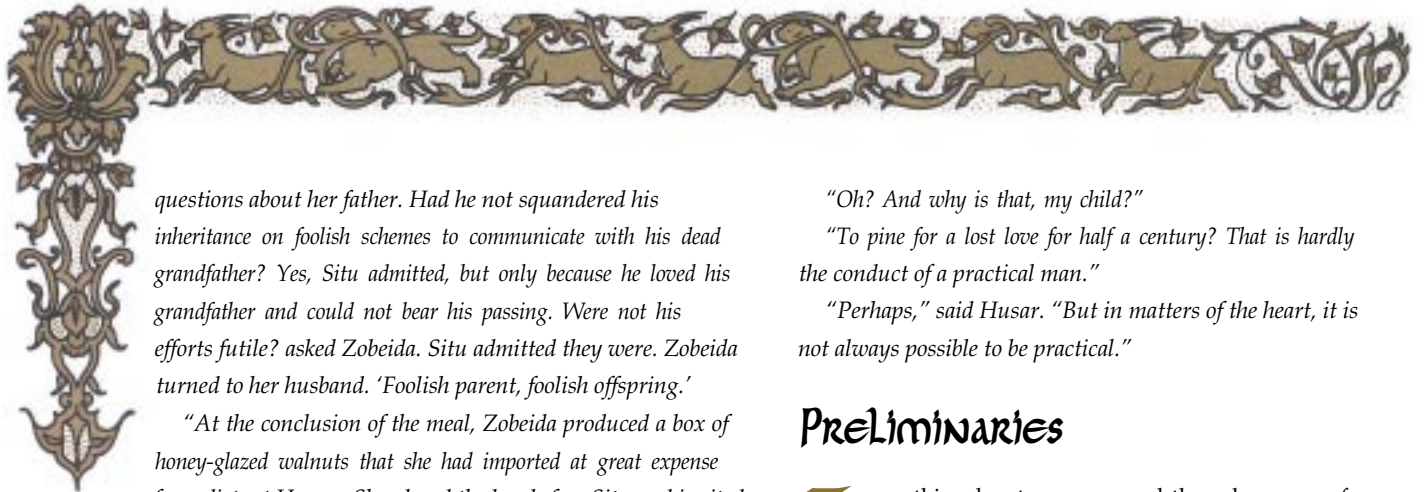 questions about her father. Had he not squandered his
inheritance on foolish schemes to communicate with his dead
grandfather? Yes, Situ admitted, but only because he loved his
grandfather and could not bear his passing. Were not his
efforts futile? asked Zobeida. Situ admitted they were. Zobeida
turned to her husband. ‘Foolish parent, foolish offspring.’
“At the conclusion of the meal, Zobeida produced a box of
honey-glazed walnuts that she had imported at great expense
“Oh? And why is that, my child?”
“To pine for a lost love for half a century? That is hardly
the conduct of a practical man.”
“Perhaps,” said Husar. “But in matters of the heart, it is
not always possible to be practical.”
Preliminaries